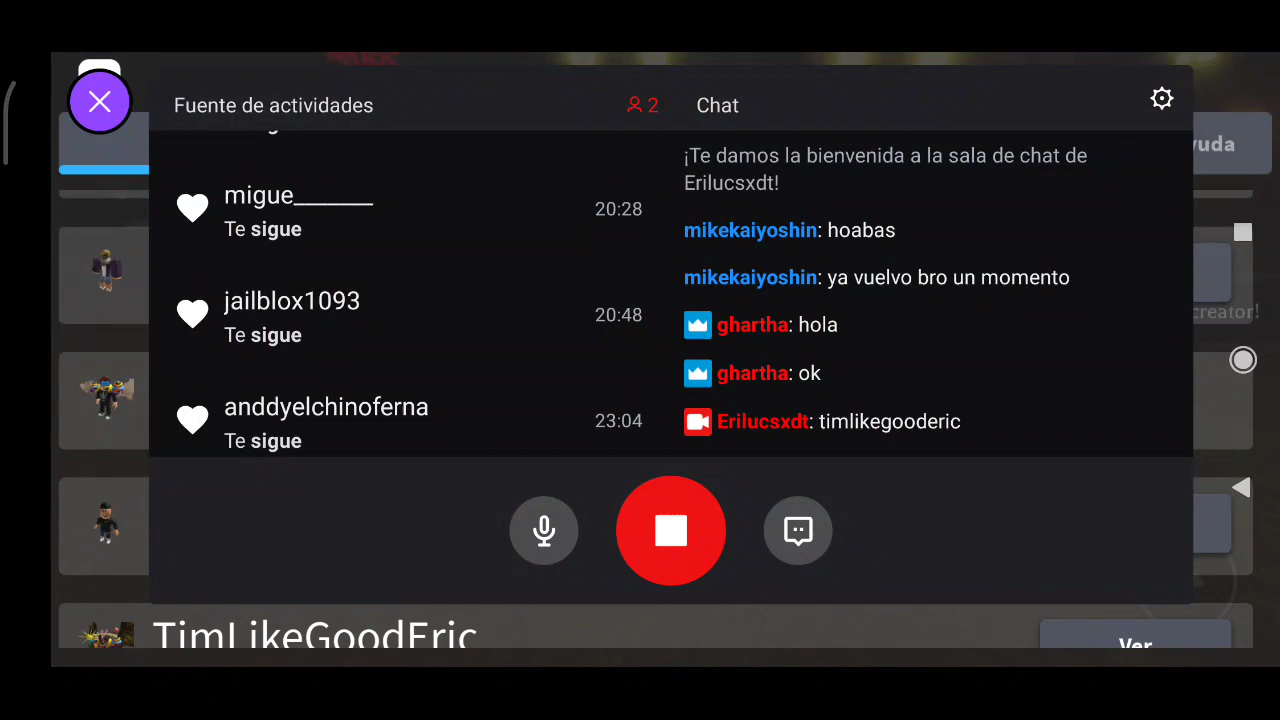 Fuente de actividades
2
Chat
migue_______
Te sigue
20:28
jailblox1093
Te sigue
20:48
anddyelchinoferna
Te sigue
23:04
¡Te damos la bienvenida a la sala de chat de
Erilucsxdt!
mikekaiyoshin: hoabas
mikekaiyoshin: ya vuelvo bro un momento
ghartha: hola
ghartha: ok
Erilucsxdt: timlikegooderic
yuda
creator!
TimLikeGoodEric
Ver